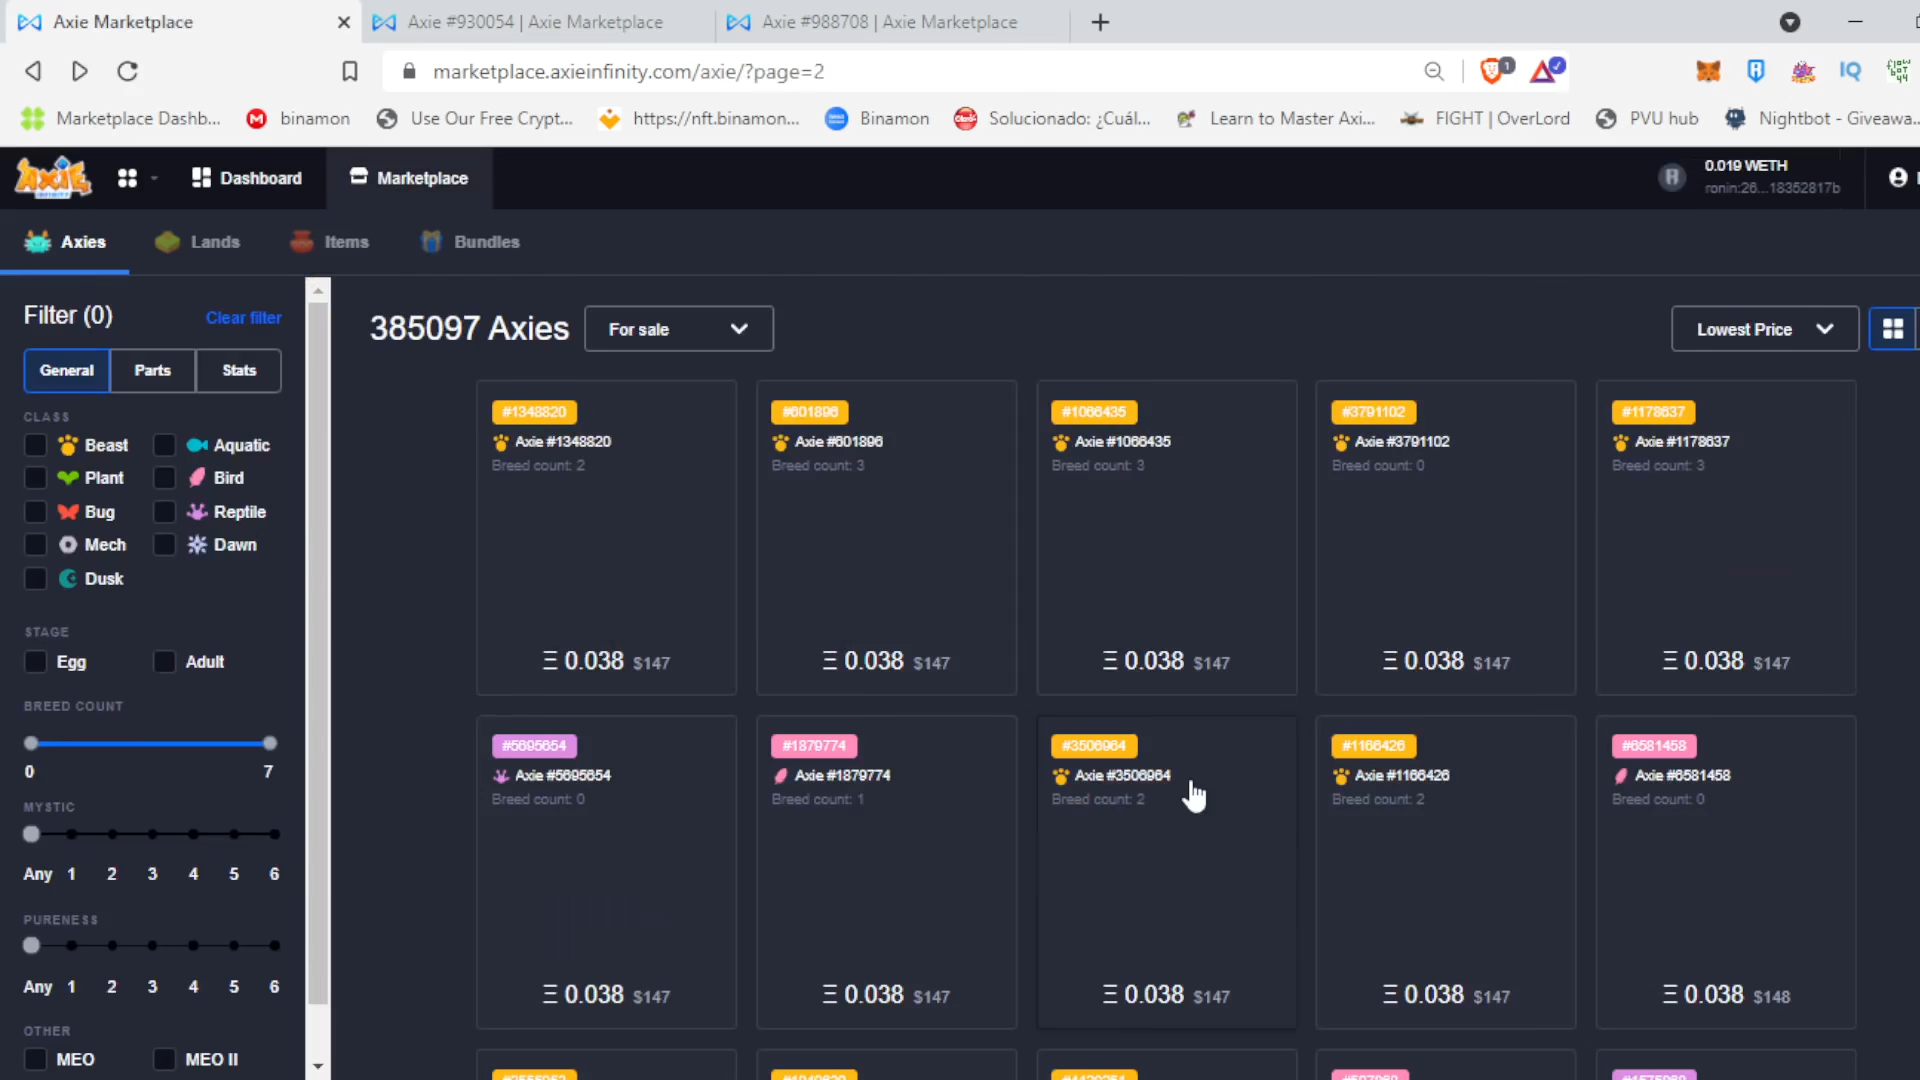 Axie Marketplace
Axie #930054 | Axie Marketplace
Axie #988708 | Axie Marketplace
marketplace.axieinfinity.com/axie/?page=2
1
IQ
Marketplace Dashb...
binamon
Use Our Free Crypt...
https://nft.binamon...
Binamon
Solucionado: ¿Cuál...
Learn to Master Axi...
FIGHT | OverLord
PVU hub
Nightbot - Giveawa...
AXIE
Dashboard
Marketplace
0.019 WETH
ronin:26...18352817b
Axies
Lands
Items
Bundles
Filter (0)
Clear filter
General
Parts
Stats
CLASS
Beast
Aquatic
Plant
Bird
Bug
Reptile
Mech
Dawn
Dusk
STAGE
Egg
Adult
BREED COUNT
0
7
MYSTIC
Any 1 2 3 4 5 6
PURENESS
Any 1 2 3 4 5 6
OTHER
MEO
MEO II
385097 Axies
For sale
Lowest Price
#1348820
Axie #1348820
Breed count: 2
Ξ 0.038 $147
#601896
Axie #601896
Breed count: 3
Ξ 0.038 $147
#1066435
Axie #1066435
Breed count: 3
Ξ 0.038 $147
#3791102
Axie #3791102
Breed count: 0
Ξ 0.038 $147
#1178637
Axie #1178637
Breed count: 3
Ξ 0.038 $147
#5695654
Axie #5695654
Breed count: 0
Ξ 0.038 $147
#1879774
Axie #1879774
Breed count: 1
Ξ 0.038 $147
#3506964
Axie #3506964
Breed count: 2
Ξ 0.038 $147
#1166426
Axie #1166426
Breed count: 2
Ξ 0.038 $147
#6581458
Axie #6581458
Breed count: 0
Ξ 0.038 $148